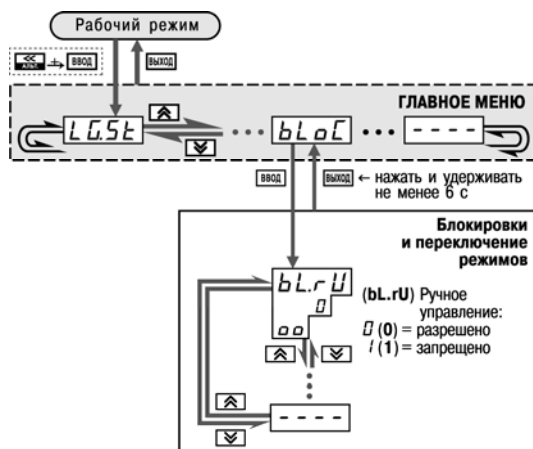 Рабочий режим
ВВОД
ВЫХОД
ГЛАВНОЕ МЕНЮ
LG.St
bLoC
- - - -
ВВОД
ВЫХОД ← нажать и удерживать
не менее 6 с
Блокировки
и переключение
режимов
bL.rU
0
oo
(bL.rU) Ручное
управление:
0 (0) = разрешено
1 (1) = запрещено
- - - -